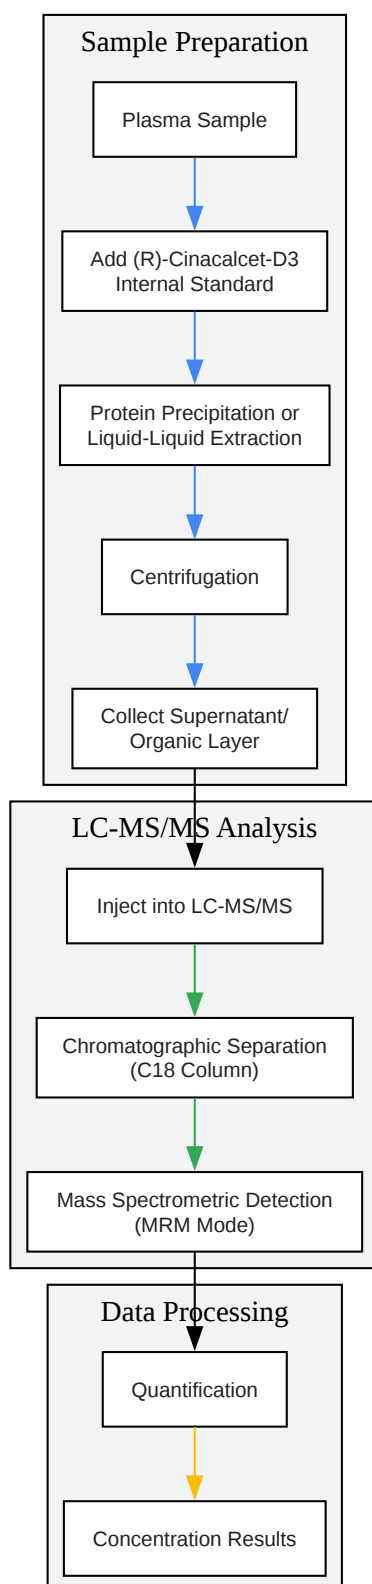 Sample Preparation
Plasma Sample
Add (R)-Cinacalcet-D3
Internal Standard
Protein Precipitation or
Liquid-Liquid Extraction
Centrifugation
Collect Supernatant/
Organic Layer
LC-MS/MS Analysis
Inject into LC-MS/MS
Chromatographic Separation
(C18 Column)
Mass Spectrometric Detection
(MRM Mode)
Data Processing
Quantification
Concentration Results